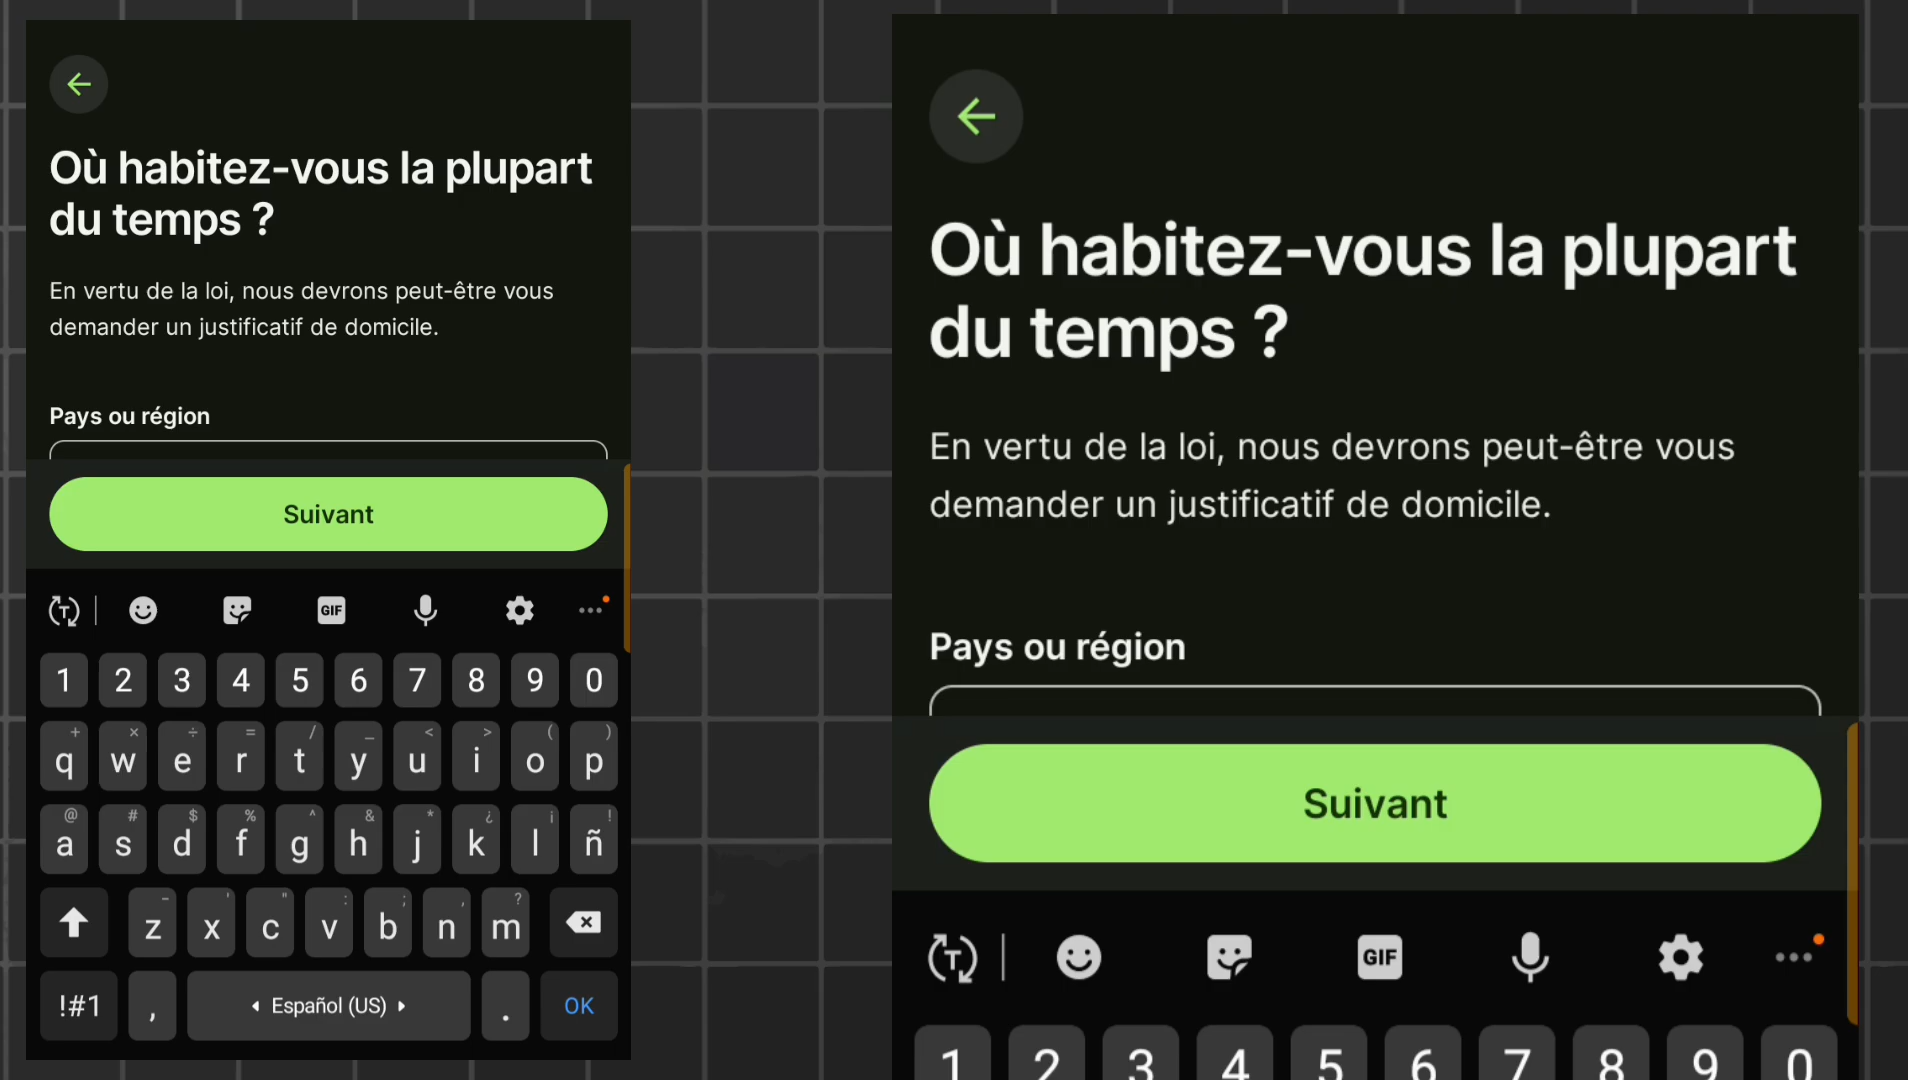 Où habitez-vous la plupart
du temps ?
En vertu de la loi, nous devrons peut-être vous
demander un justificatif de domicile.
Pays ou région
Suivant
GIF
1 2 3 4 5 6 7 8 9 0
+ × ÷ = / _ < > ( )
q w e r t y u i o p
@ # $ % ^ & * ¿ ¡ !
a s d f g h j k l ñ
- ' " : ; , ?
z x c v b n m
!#1 , Español (US) . OK
Où habitez-vous la plupart
du temps ?
En vertu de la loi, nous devrons peut-être vous
demander un justificatif de domicile.
Pays ou région
Suivant
GIF
1 2 3 4 5 6 7 8 9 0